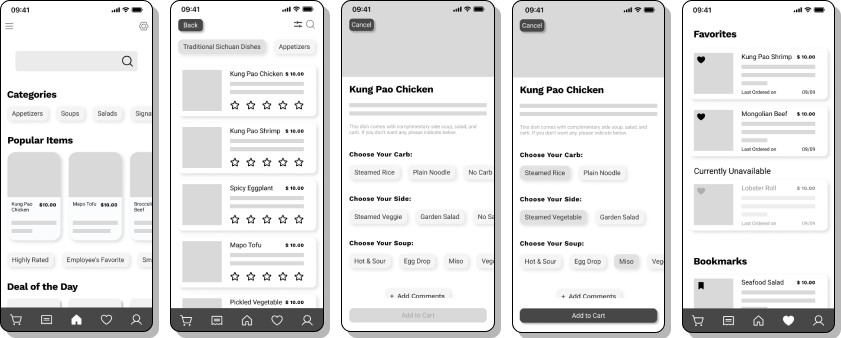 09:41
Categories
Appetizers
Soups
Salads
Signa
Popular Items
Kung Pao Chicken
$10.00
Mapo Tofu
$10.00
Broccoli Beef
Highly Rated
Employee's Favorite
Sm
Deal of the Day
09:41
Back
Traditional Sichuan Dishes
Appetizers
Kung Pao Chicken $ 10.00
Kung Pao Shrimp $ 10.00
Spicy Eggplant $ 10.00
Mapo Tofu $ 10.00
Pickled Vegetable $ 10.00
09:41
Cancel
Kung Pao Chicken
This dish comes with complimentary side soup, salad, and
carb. If you don't want any, please indicate below.
Choose Your Carb:
Steamed Rice
Plain Noodle
No Carb
Choose Your Side:
Steamed Veggie
Garden Salad
No Sa
Choose Your Soup:
Hot & Sour
Egg Drop
Miso
Vege
+ Add Comments
Add to Cart
09:41
Cancel
Kung Pao Chicken
This dish comes with complimentary side soup, salad, and
carb. If you don't want any, please indicate below.
Choose Your Carb:
Steamed Rice
Plain Noodle
Choose Your Side:
Steamed Vegetable
Garden Salad
Choose Your Soup:
Hot & Sour
Egg Drop
Miso
Vege
+ Add Comments
Add to Cart
09:41
Favorites
Kung Pao Shrimp $ 10.00
Last Ordered on 09/09
Mongolian Beef $ 10.00
Last Ordered on 09/09
Currently Unavailable
Lobster Roll $ 10.00
Last Ordered on 09/09
Bookmarks
Seafood Salad $ 10.00